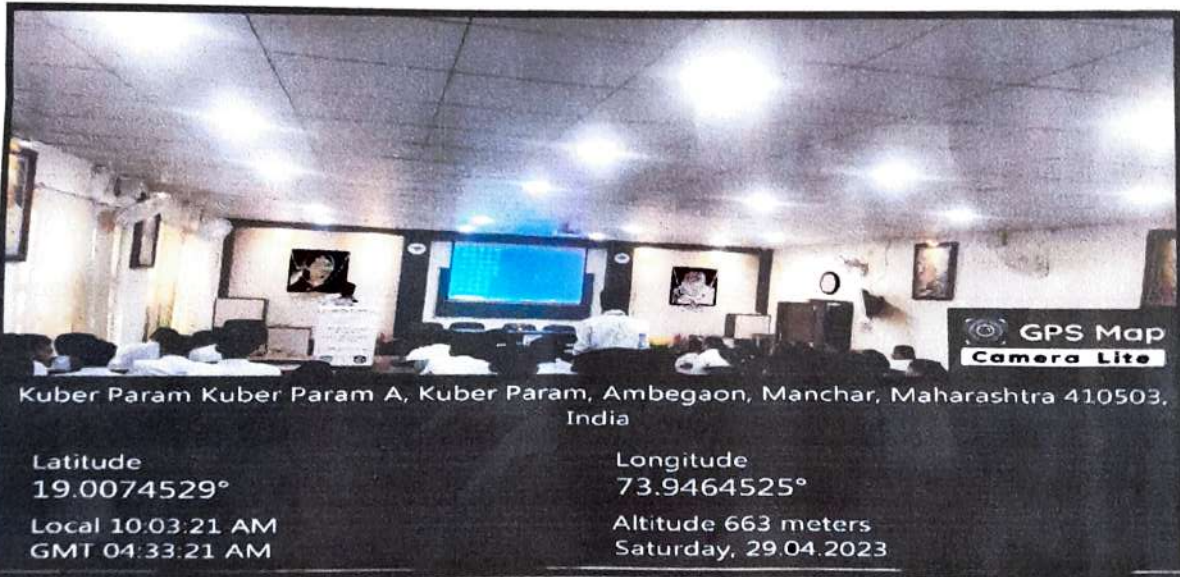 GPS Map
Camera Lite
Kuber Param Kuber Param A, Kuber Param, Ambegaon, Manchar, Maharashtra 410503,
India
Latitude
19.0074529°
Longitude
73.9464525°
Local 10:03:21 AM
GMT 04:33:21 AM
Altitude 663 meters
Saturday, 29.04.2023